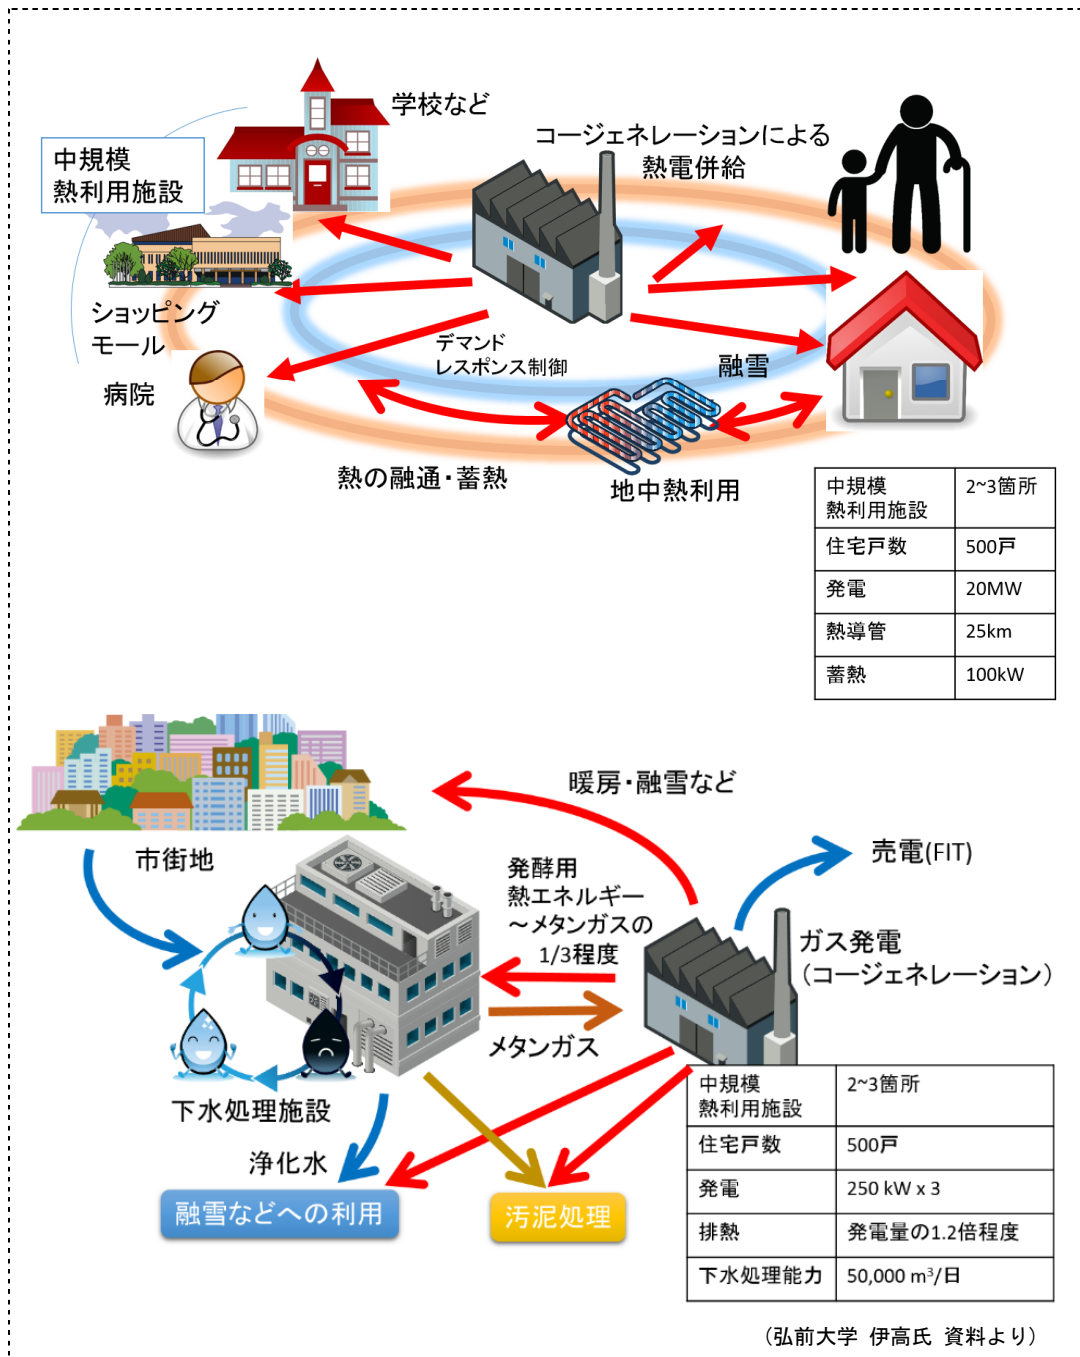 学校など
コージェネレーションによる
熱電併給
中規模
熱利用施設
ショッピング
モール
病院
デマンド
レスポンス制御
融雪
熱の融通・蓄熱
地中熱利用
中規模
熱利用施設 2~3箇所
住宅戸数 500戸
発電 20MW
熱導管 25km
蓄熱 100kW
暖房・融雪など
市街地
売電(FIT)
発酵用
熱エネルギー
～メタンガスの
1/3程度
ガス発電
（コージェネレーション）
メタンガス
下水処理施設
浄化水
融雪などへの利用
汚泥処理
中規模
熱利用施設 2~3箇所
住宅戸数 500戸
発電 250 kW x 3
排熱 発電量の1.2倍程度
下水処理能力 50,000 m³/日
（弘前大学 伊高氏 資料より）